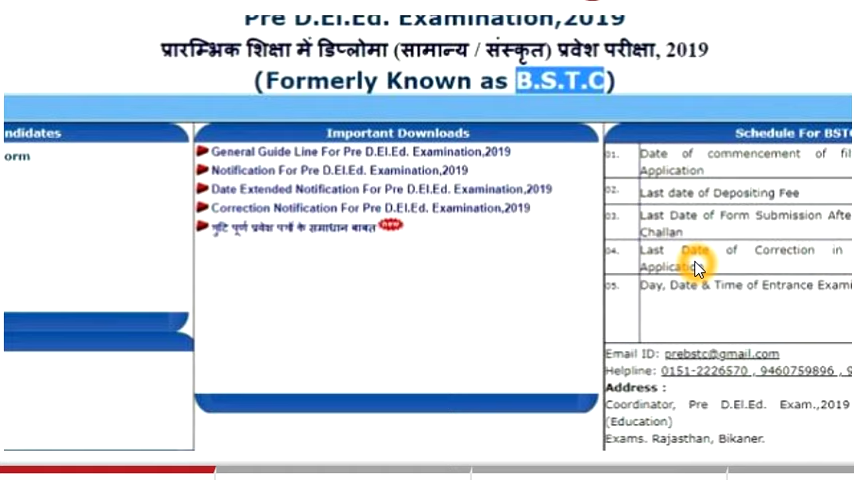 Pre D.El.Ed. Examination,2019
प्रारम्भिक शिक्षा में डिप्लोमा (सामान्य / संस्कृत) प्रवेश परीक्षा, 2019
(Formerly Known as B.S.T.C)
ndidates
orm
Important Downloads
General Guide Line For Pre D.El.Ed. Examination,2019
Notification For Pre D.El.Ed. Examination,2019
Date Extended Notification For Pre D.El.Ed. Examination,2019
Correction Notification For Pre D.El.Ed. Examination,2019
त्रुटि पूर्ण प्रवेश पत्रों के समाधान बाबत new
Schedule For BSTC
01. Date of commencement of fil
Application
02. Last date of Depositing Fee
03. Last Date of Form Submission Afte
Challan
04. Last Date of Correction in
Application
05. Day, Date & Time of Entrance Exami
Email ID: prebstc@gmail.com
Helpline: 0151-2226570 , 9460759896 , 9
Address :
Coordinator, Pre D.El.Ed. Exam.,2019
(Education)
Exams. Rajasthan, Bikaner.